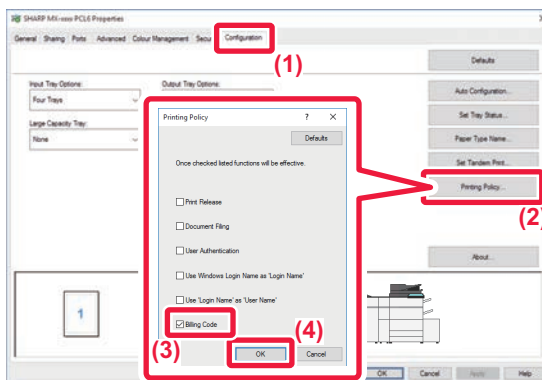 SHARP MX-xxxx PCL6 Properties
General Sharing Ports Advanced Colour Management Secu Configuration
(1)
Defaults
Input Tray Options:
Output Tray Options:
Four Trays
Auto Configuration...
Large Capacity Tray:
None
Set Tray Status...
Paper Type Name...
Set Tandem Print...
Printing Policy...
(2)
About...
Printing Policy ? ×
Defaults
Once checked listed functions will be effective.
Print Release
Document Filing
User Authentication
Use Windows Login Name as 'Login Name'
Use 'Login Name' as 'User Name'
Billing Code
(3)
(4)
OK Cancel
1
OK Cancel Apply Help